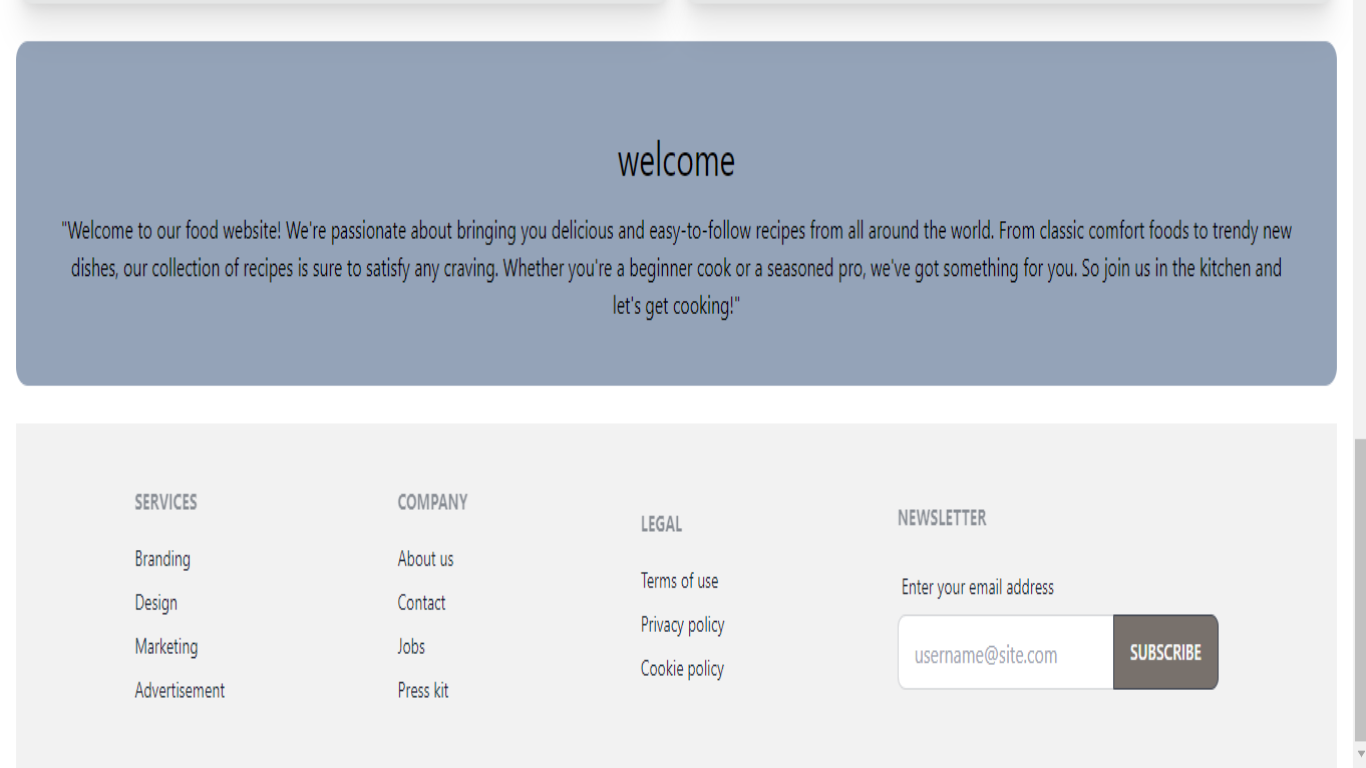 welcome
"Welcome to our food website! We're passionate about bringing you delicious and easy-to-follow recipes from all around the world. From classic comfort foods to trendy new
dishes, our collection of recipes is sure to satisfy any craving. Whether you're a beginner cook or a seasoned pro, we've got something for you. So join us in the kitchen and
let's get cooking!"
SERVICES
Branding
Design
Marketing
Advertisement
COMPANY
About us
Contact
Jobs
Press kit
LEGAL
Terms of use
Privacy policy
Cookie policy
NEWSLETTER
Enter your email address
username@site.com
SUBSCRIBE